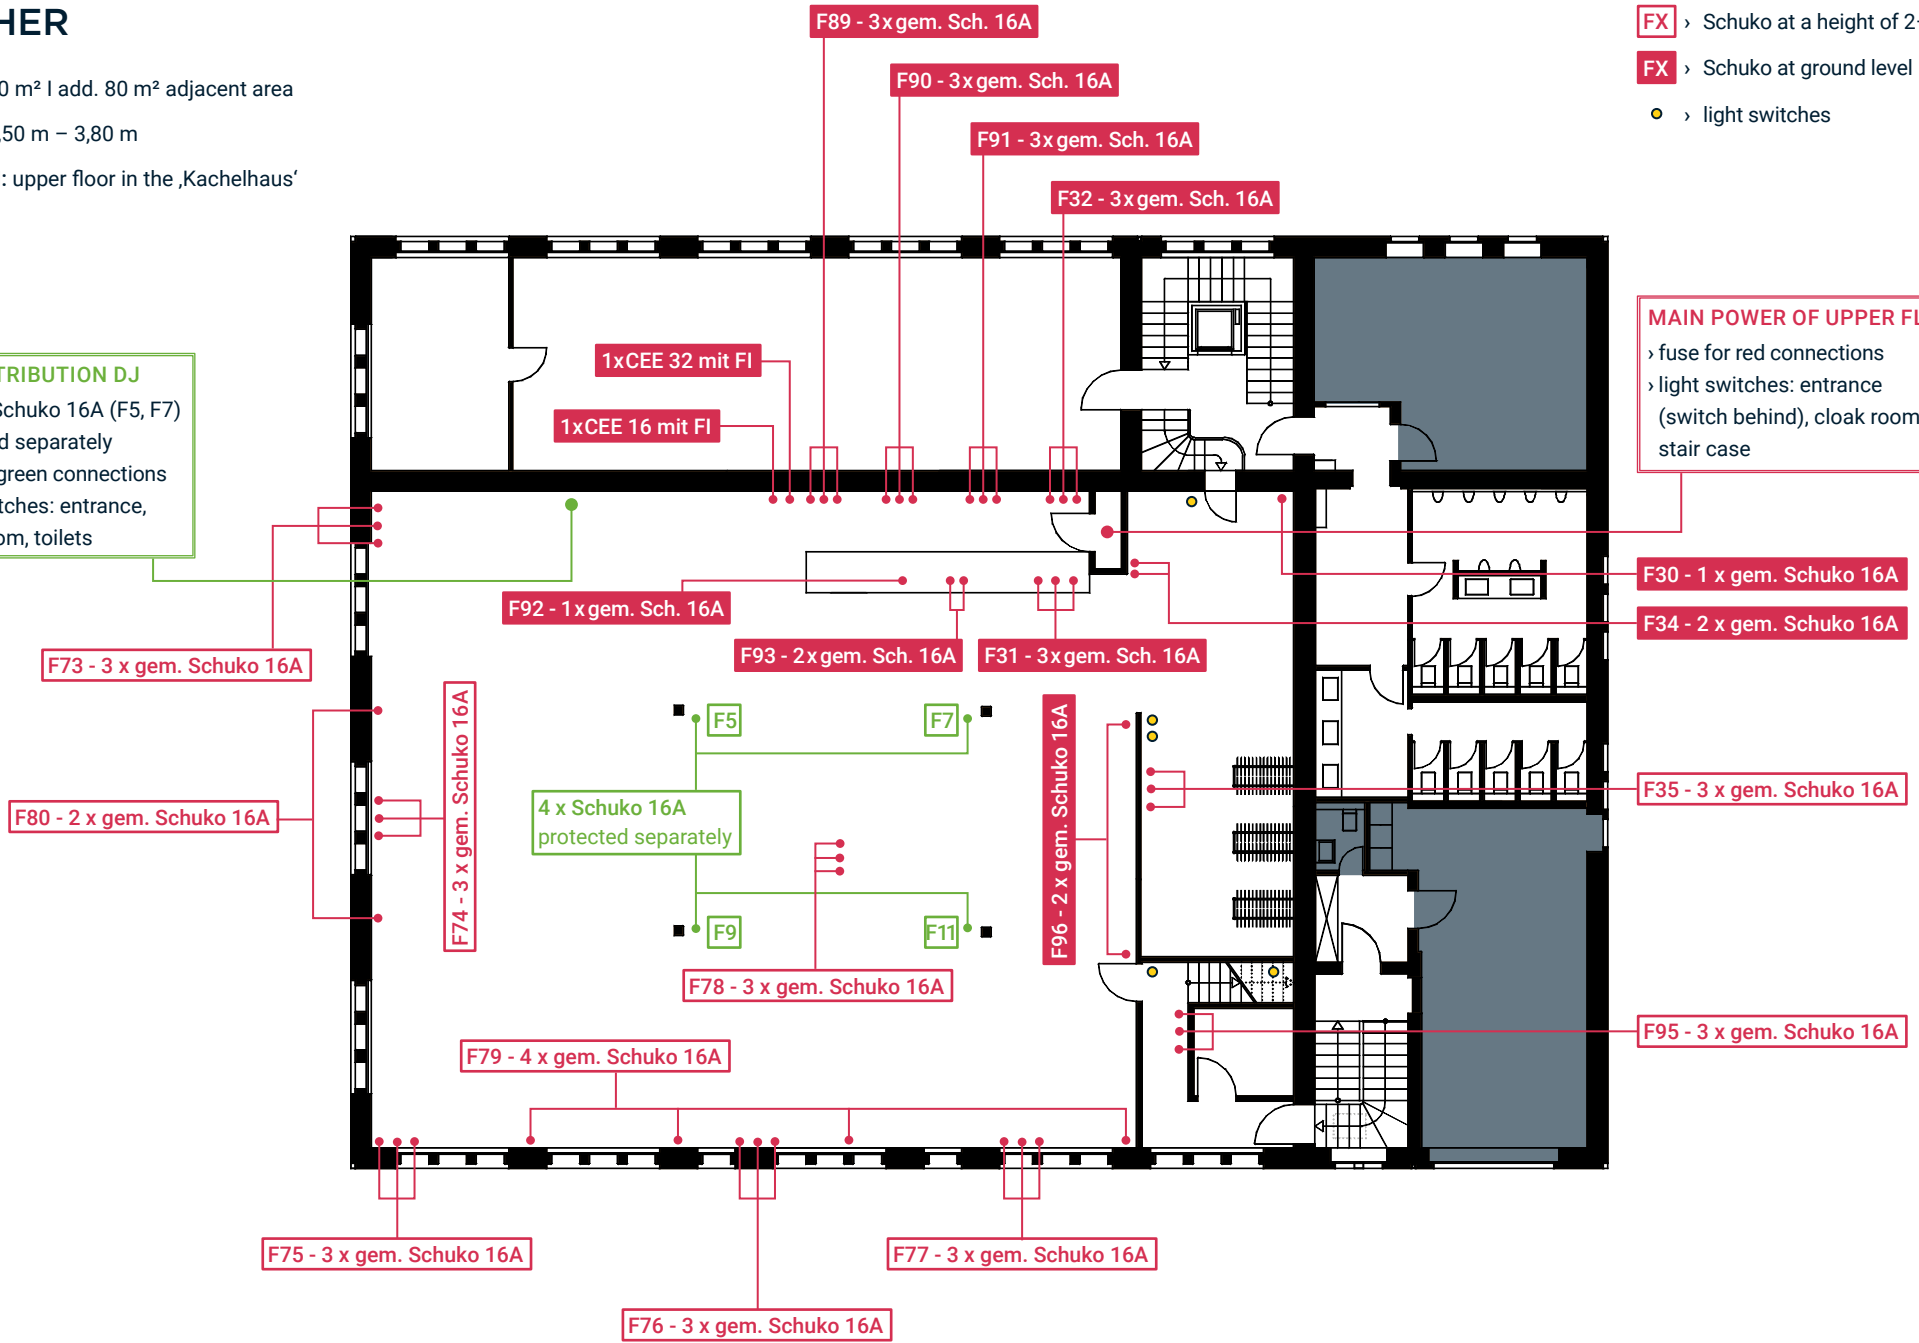 HER
0 m² I add. 80 m² adjacent area
,50 m – 3,80 m
: upper floor in the ‚Kachelhaus‘
F89 - 3x gem. Sch. 16A
F90 - 3x gem. Sch. 16A
F91 - 3x gem. Sch. 16A
F32 - 3x gem. Sch. 16A
FX › Schuko at a height of 2
FX › Schuko at ground level
› light switches
TRIBUTION DJ
Schuko 16A (F5, F7)
d separately
green connections
tches: entrance,
om, toilets
1xCEE 32 mit FI
1xCEE 16 mit FI
MAIN POWER OF UPPER FL
› fuse for red connections
› light switches: entrance
(switch behind), cloak room
stair case
F92 - 1x gem. Sch. 16A
F93 - 2x gem. Sch. 16A
F31 - 3x gem. Sch. 16A
F30 - 1 x gem. Schuko 16A
F34 - 2 x gem. Schuko 16A
F73 - 3 x gem. Schuko 16A
F80 - 2 x gem. Schuko 16A
F74 - 3 x gem. Schuko 16A
F5
F7
4 x Schuko 16A
protected separately
F9
F11
F96 - 2 x gem. Schuko 16A
F35 - 3 x gem. Schuko 16A
F78 - 3 x gem. Schuko 16A
F95 - 3 x gem. Schuko 16A
F79 - 4 x gem. Schuko 16A
F75 - 3 x gem. Schuko 16A
F77 - 3 x gem. Schuko 16A
F76 - 3 x gem. Schuko 16A